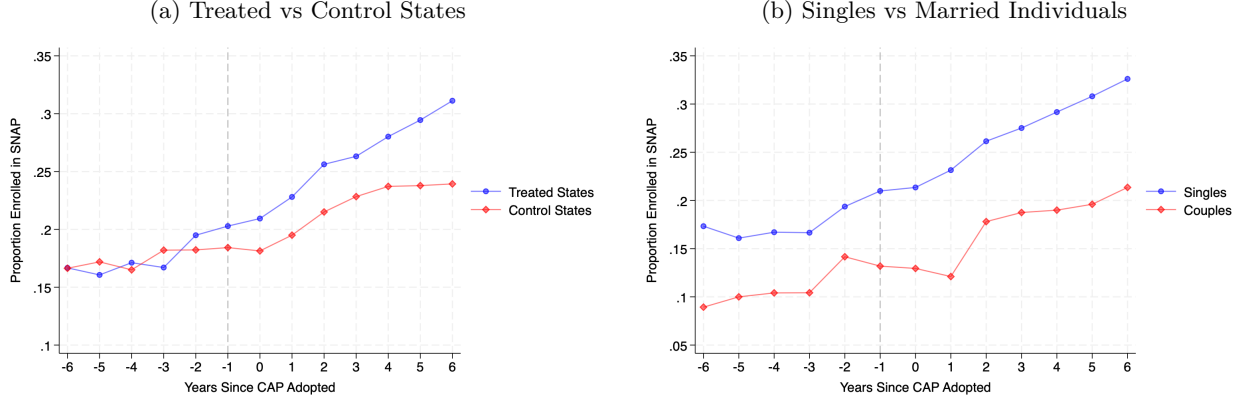 (a) Treated vs Control States
.35
.3
.25
.2
.15
.1
Proportion Enrolled in SNAP
-6 -5 -4 -3 -2 -1 0 1 2 3 4 5 6
Years Since CAP Adopted
Treated States
Control States
(b) Singles vs Married Individuals
.35
.3
.25
.2
.15
.1
.05
Proportion Enrolled in SNAP
-6 -5 -4 -3 -2 -1 0 1 2 3 4 5 6
Years Since CAP Adopted
Singles
Couples